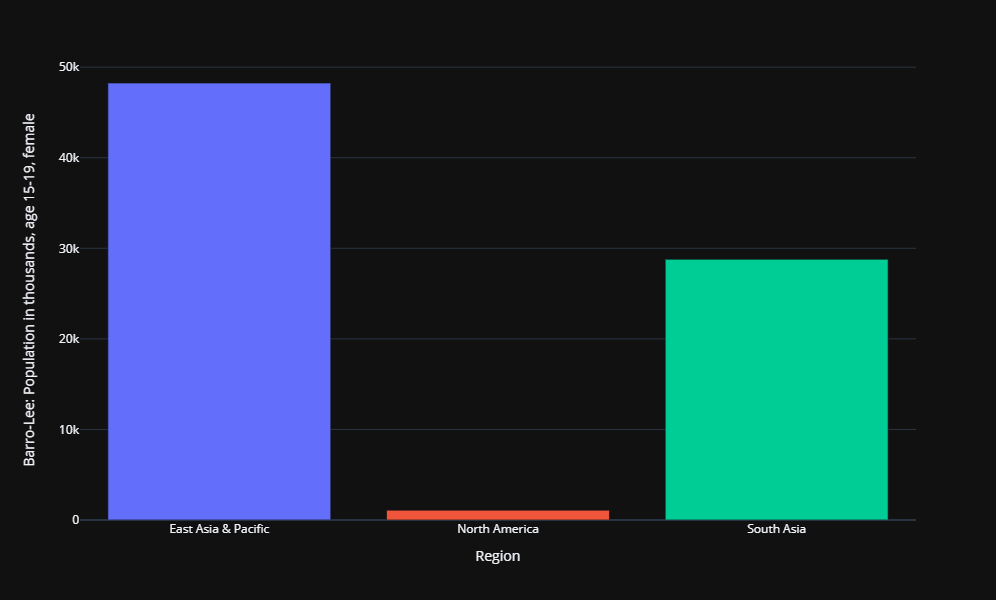 50k
40k
30k
20k
10k
0
Barro-Lee: Population in thousands, age 15-19, female
East Asia & Pacific
North America
South Asia
Region